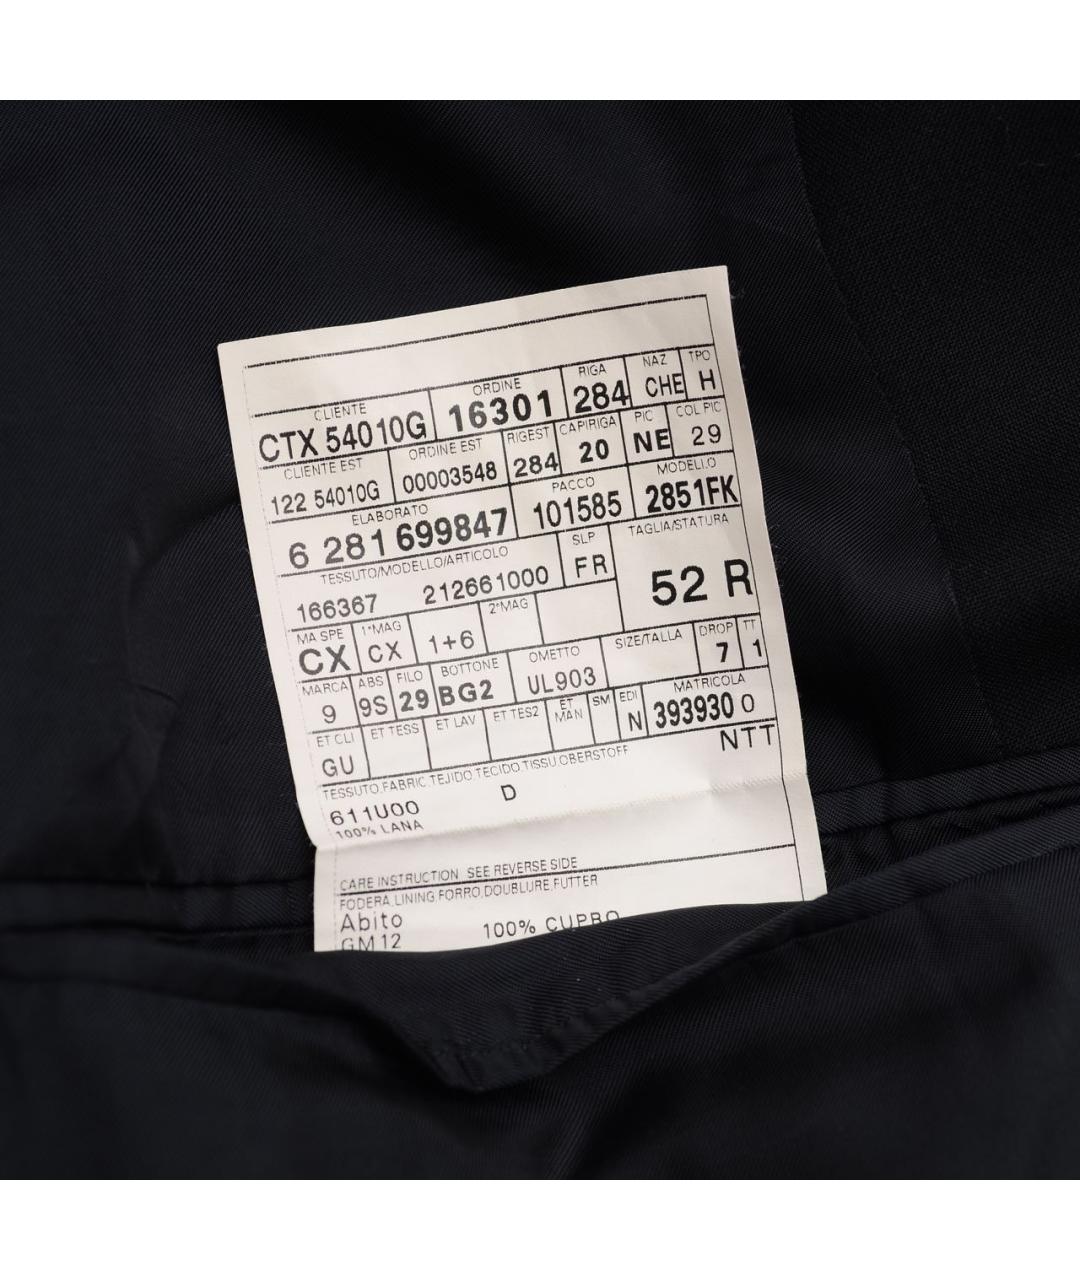 CLIENTE ORDINE RIGA NAZ TPO
CTX 54010G 16301 284 CHE H
CLIENTE EST ORDINE EST RIGEST CAPIRIGA PIC COL PIC
122 54010G 00003548 284 20 NE 29
ELABORATO PACCO MODELLO
6 281 699847 101585 2851FK
TESSUTO/MODELLO/ARTICOLO SLP TAGLIA/STATURA
166367 212661000 FR 52 R
MA SPE 1°MAG 2°MAG
CX CX 1+6
MARCA ABS FILO BOTTONE OMETTO SIZE/TALLA DROP TT
9 9S 29 BG2 UL903 7 1
ET CLI ET TESS ET LAV ET TES2 ET MAN SM EDI MATRICOLA
GU N 393930 0
TESSUTO,FABRIC,TEJIDO,TECIDO,TISSU,OBERSTOFF NTT
611U00 D
100% LANA
CARE INSTRUCTION SEE REVERSE SIDE
FODERA,LINING,FORRO,DOUBLURE,FUTTER
Abito 100% CUPRO
GM12